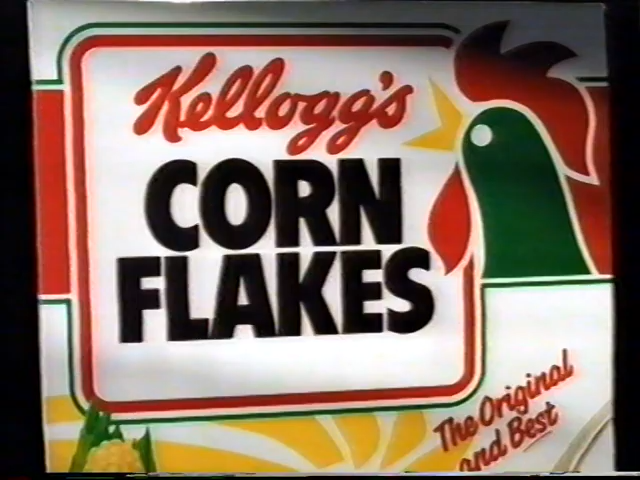 Kellogg's
CORN
FLAKES
The Original
and Best